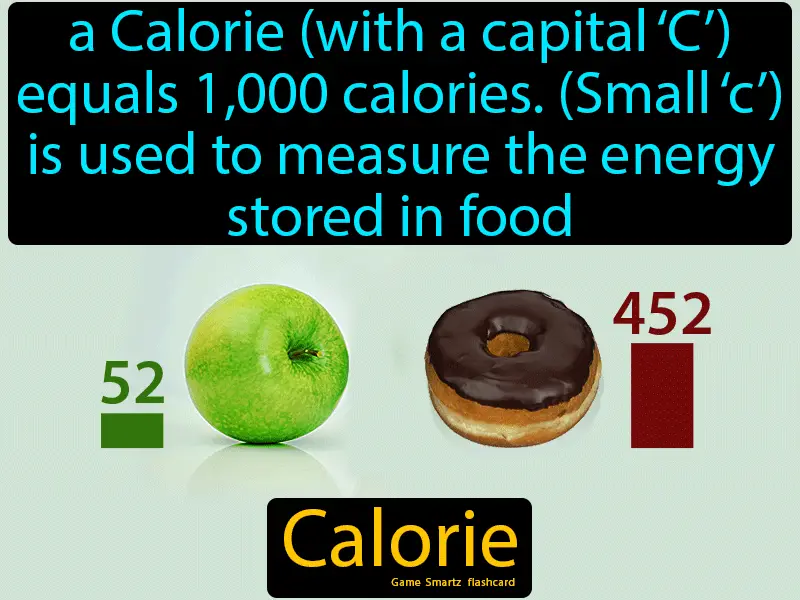 a Calorie (with a capital ‘C’)
equals 1,000 calories. (Small ‘c’)
is used to measure the energy
stored in food
52
452
Calorie
Game Smartz flashcard